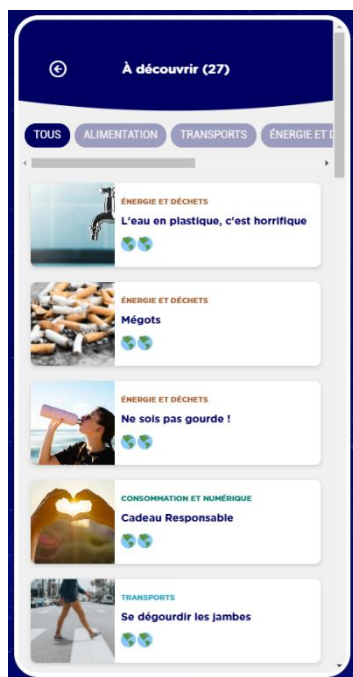 À découvrir (27)
TOUS ALIMENTATION TRANSPORTS ÉNERGIE ET D
ÉNERGIE ET DÉCHETS
L'eau en plastique, c'est horrifique
ÉNERGIE ET DÉCHETS
Mégots
ÉNERGIE ET DÉCHETS
Ne sois pas gourde !
CONSOMMATION ET NUMÉRIQUE
Cadeau Responsable
TRANSPORTS
Se dégourdir les jambes